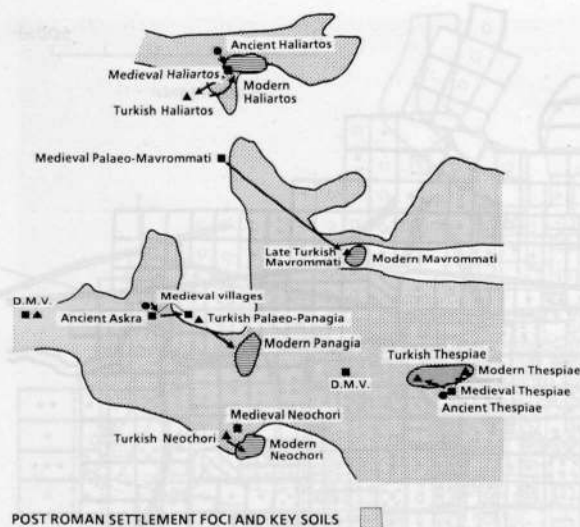 Ancient Haliartos
Medieval Haliartos
Modern
Haliartos
Turkish Haliartos
Medieval Palaeo-Mavrommati
Late Turkish
Mavrommati
Modern Mavrommati
D.M.V.
Medieval villages
Ancient Askra
Turkish Palaeo-Panagia
Modern Panagia
Turkish Thespiae
Modern Thespiae
D.M.V.
Medieval Thespiae
Ancient Thespiae
Medieval Neochori
Turkish Neochori
Modern
Neochori
POST ROMAN SETTLEMENT FOCI AND KEY SOILS